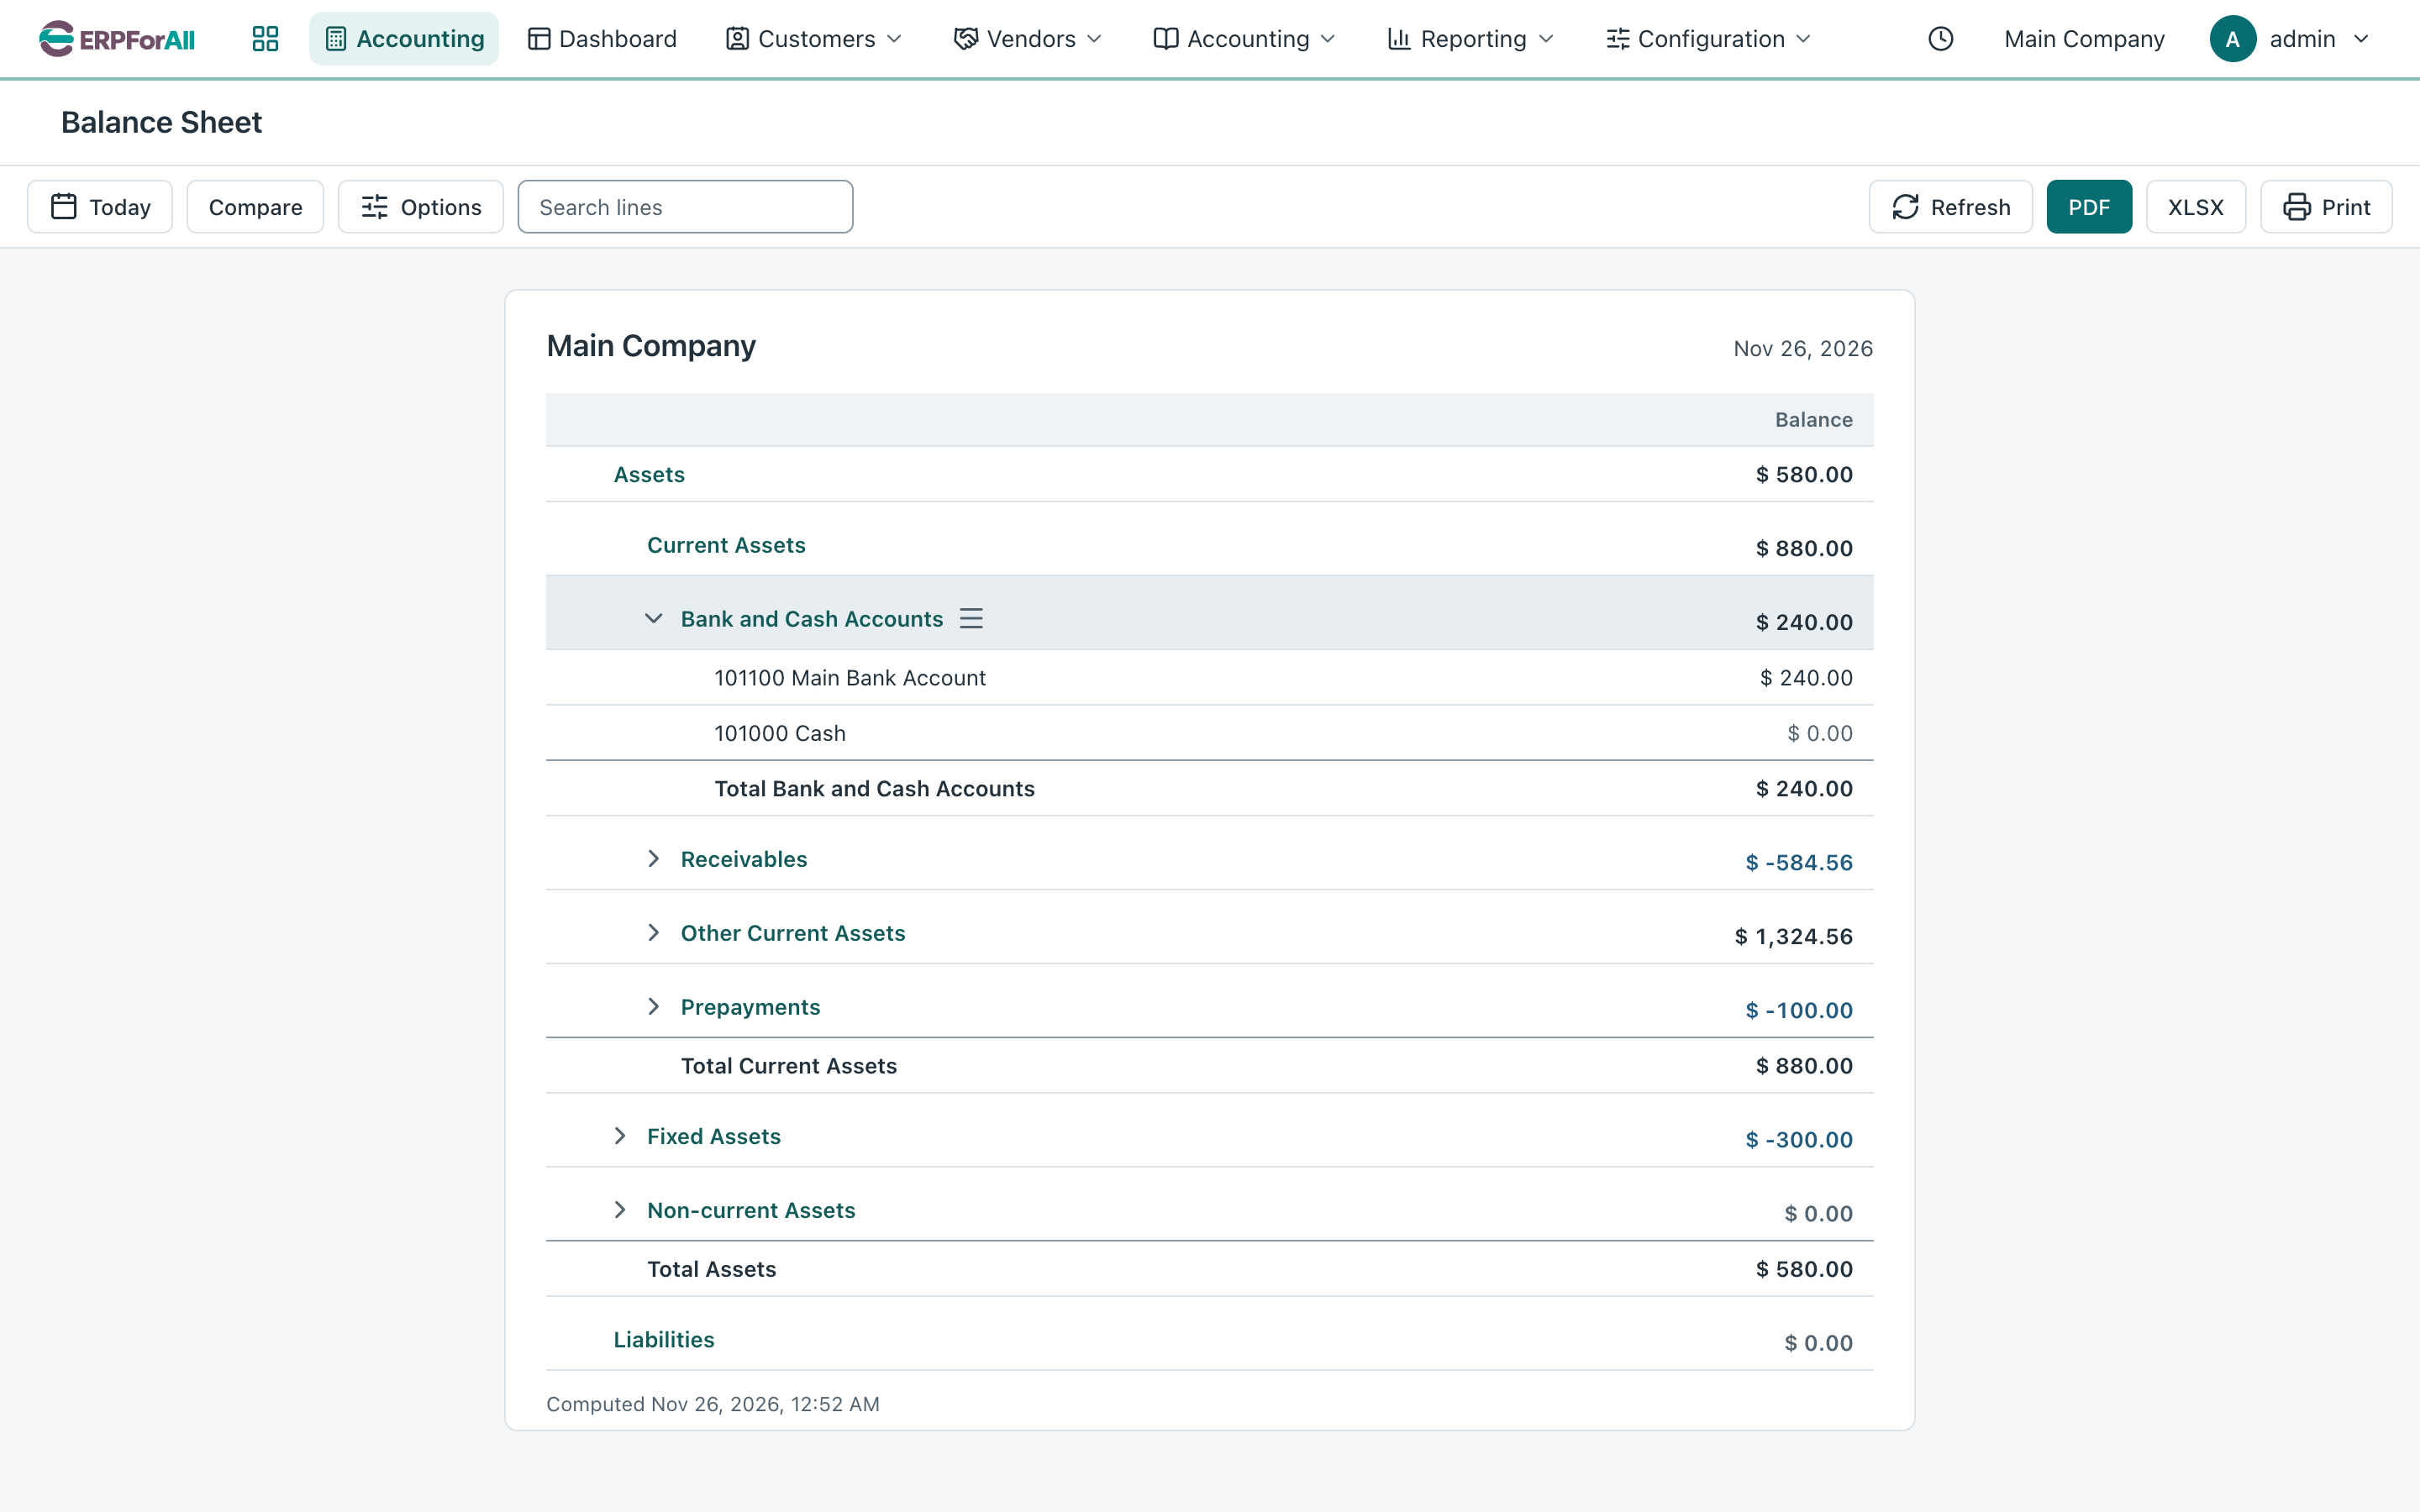 ERPForAll Accounting Dashboard Customers Vendors Accounting Reporting Configuration Main Company A admin
Balance Sheet
Today Compare Options Search lines Refresh PDF XLSX Print
Main Company Nov 26, 2026
Balance
Assets $ 580.00
Current Assets $ 880.00
Bank and Cash Accounts $ 240.00
101100 Main Bank Account $ 240.00
101000 Cash $ 0.00
Total Bank and Cash Accounts $ 240.00
Receivables $ -584.56
Other Current Assets $ 1,324.56
Prepayments $ -100.00
Total Current Assets $ 880.00
Fixed Assets $ -300.00
Non-current Assets $ 0.00
Total Assets $ 580.00
Liabilities $ 0.00
Computed Nov 26, 2026, 12:52 AM